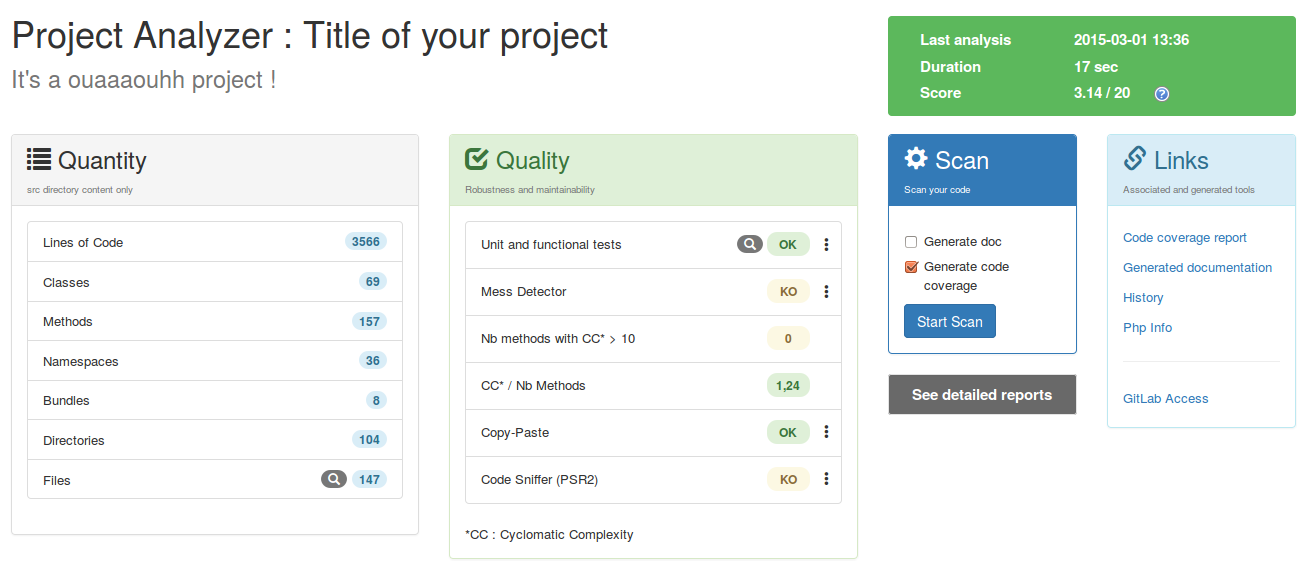 Project Analyzer : Title of your project
It's a ouaaaouhh project !
Last analysis 2015-03-01 13:36
Duration 17 sec
Score 3.14 / 20 ?
Quantity
src directory content only
Lines of Code 3566
Classes 69
Methods 157
Namespaces 36
Bundles 8
Directories 104
Files 147
Quality
Robustness and maintainability
Unit and functional tests OK
Mess Detector KO
Nb methods with CC* > 10 0
CC* / Nb Methods 1,24
Copy-Paste OK
Code Sniffer (PSR2) KO
*CC : Cyclomatic Complexity
Scan
Scan your code
Generate doc
Generate code
coverage
Start Scan
See detailed reports
Links
Associated and generated tools
Code coverage report
Generated documentation
History
Php Info
GitLab Access